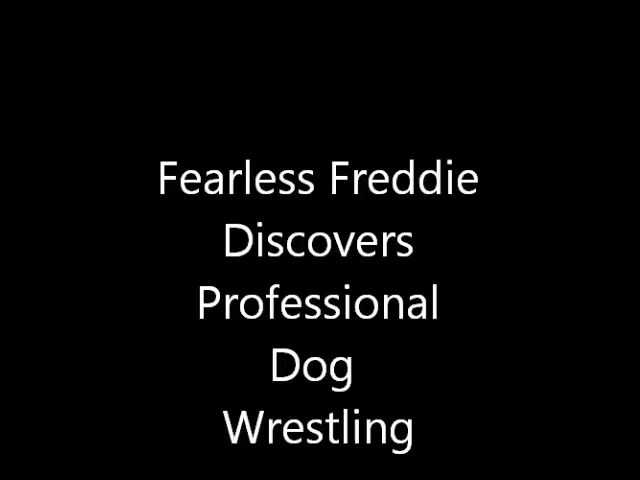 Fearless Freddie
Discovers
Professional
Dog
Wrestling